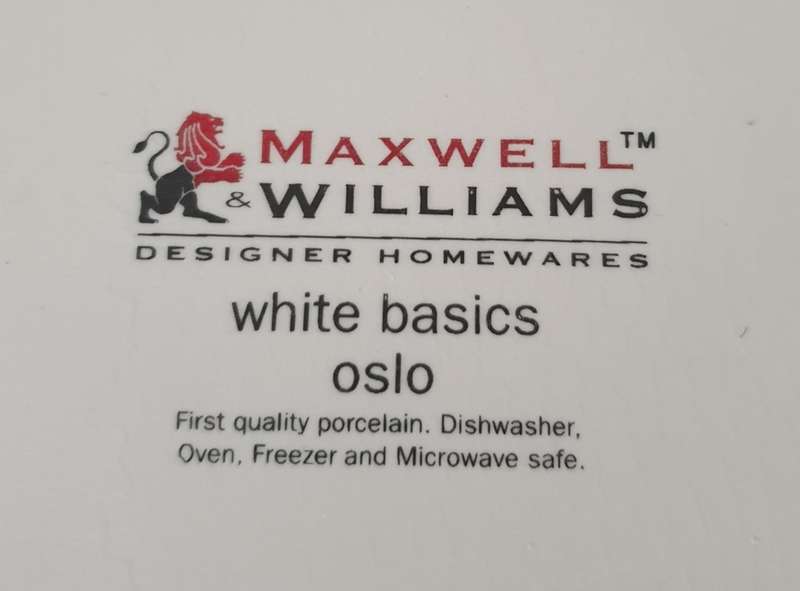 MAXWELL™
& WILLIAMS
DESIGNER HOMEWARES
white basics
oslo
First quality porcelain. Dishwasher,
Oven, Freezer and Microwave safe.